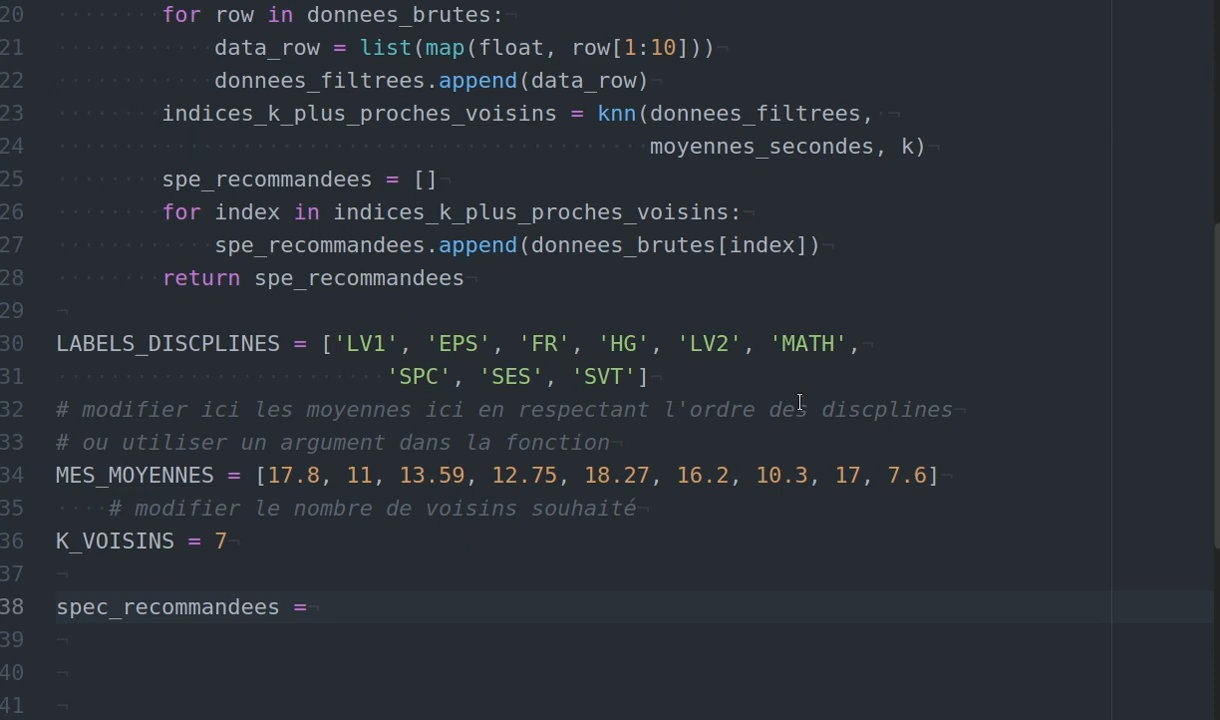 20 for row in donnees_brutes:¬
21 data_row = list(map(float, row[1:10]))¬
22 donnees_filtrees.append(data_row)¬
23 indices_k_plus_proches_voisins = knn(donnees_filtrees, ¬
24 moyennes_secondes, k)¬
25 spe_recommandees = []¬
26 for index in indices_k_plus_proches_voisins:¬
27 spe_recommandees.append(donnees_brutes[index])¬
28 return spe_recommandees¬
29 ¬
30 LABELS_DISCPLINES = ['LV1', 'EPS', 'FR', 'HG', 'LV2', 'MATH',¬
31 'SPC', 'SES', 'SVT']¬
32 # modifier ici les moyennes ici en respectant l'ordre des discplines¬
33 # ou utiliser un argument dans la fonction¬
34 MES_MOYENNES = [17.8, 11, 13.59, 12.75, 18.27, 16.2, 10.3, 17, 7.6]¬
35 # modifier le nombre de voisins souhaité¬
36 K_VOISINS = 7¬
37 ¬
38 spec_recommandees =¬
39 ¬
40 ¬
41 ¬